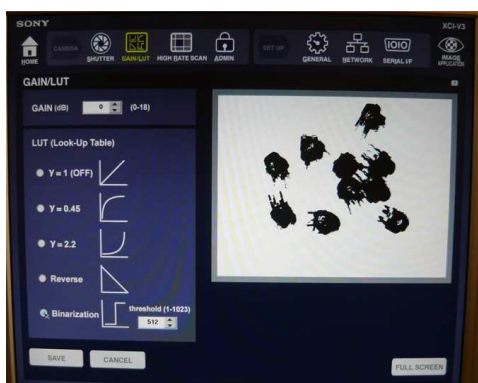 SONY
XCI-V3
HOME
CAMERA
SHUTTER
GAIN/LUT
HIGH RATE SCAN
ADMIN
SET UP
GENERAL
NETWORK
SERIAL I/F
IMAGE
APPLICATION
GAIN/LUT
GAIN (dB) 0 (0-18)
LUT (Look-Up Table)
γ = 1 (OFF)
γ = 0.45
γ = 2.2
Reverse
Binarization
threshold (1-1023)
512
SAVE
CANCEL
FULL SCREEN